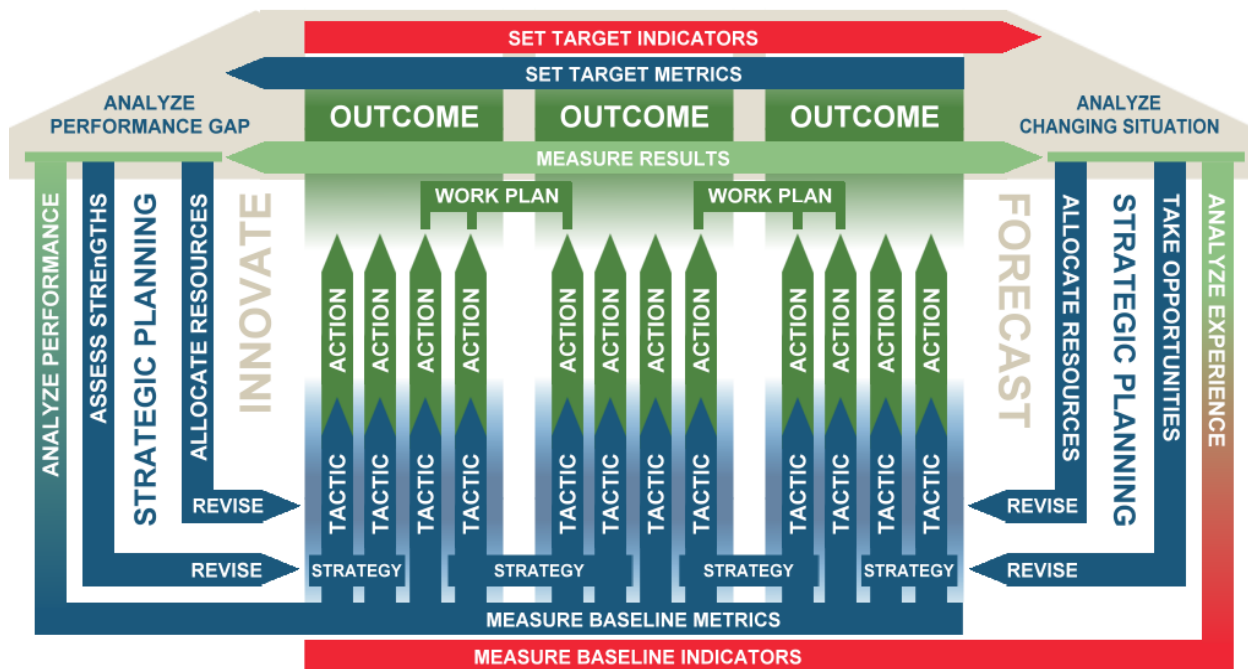 SET TARGET INDICATORS
SET TARGET METRICS
ANALYZE
PERFORMANCE GAP
OUTCOME
OUTCOME
OUTCOME
ANALYZE
CHANGING SITUATION
MEASURE RESULTS
WORK PLAN
WORK PLAN
ANALYZE PERFORMANCE
ASSESS STREnGTHS
STRATEGIC PLANNING
ALLOCATE RESOURCES
INNOVATE
ACTION
ACTION
ACTION
ACTION
ACTION
ACTION
ACTION
ACTION
ACTION
ACTION
ACTION
ACTION
TACTIC
TACTIC
TACTIC
TACTIC
TACTIC
TACTIC
TACTIC
TACTIC
TACTIC
TACTIC
TACTIC
TACTIC
FORECAST
ALLOCATE RESOURCES
STRATEGIC PLANNING
TAKE OPPORTUNITIES
ANALYZE EXPERIENCE
REVISE
REVISE
REVISE
STRATEGY
STRATEGY
STRATEGY
STRATEGY
REVISE
MEASURE BASELINE METRICS
MEASURE BASELINE INDICATORS